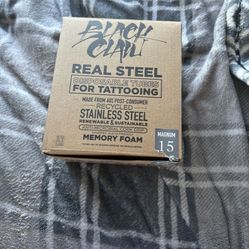 BLACK
CLAW
REAL STEEL
DISPOSABLE TUBES
FOR TATTOOING
MADE FROM 60% POST-CONSUMER
RECYCLED
STAINLESS STEEL
RENEWABLE & SUSTAINABLE
MEMORY FOAM
MAGNUM
15